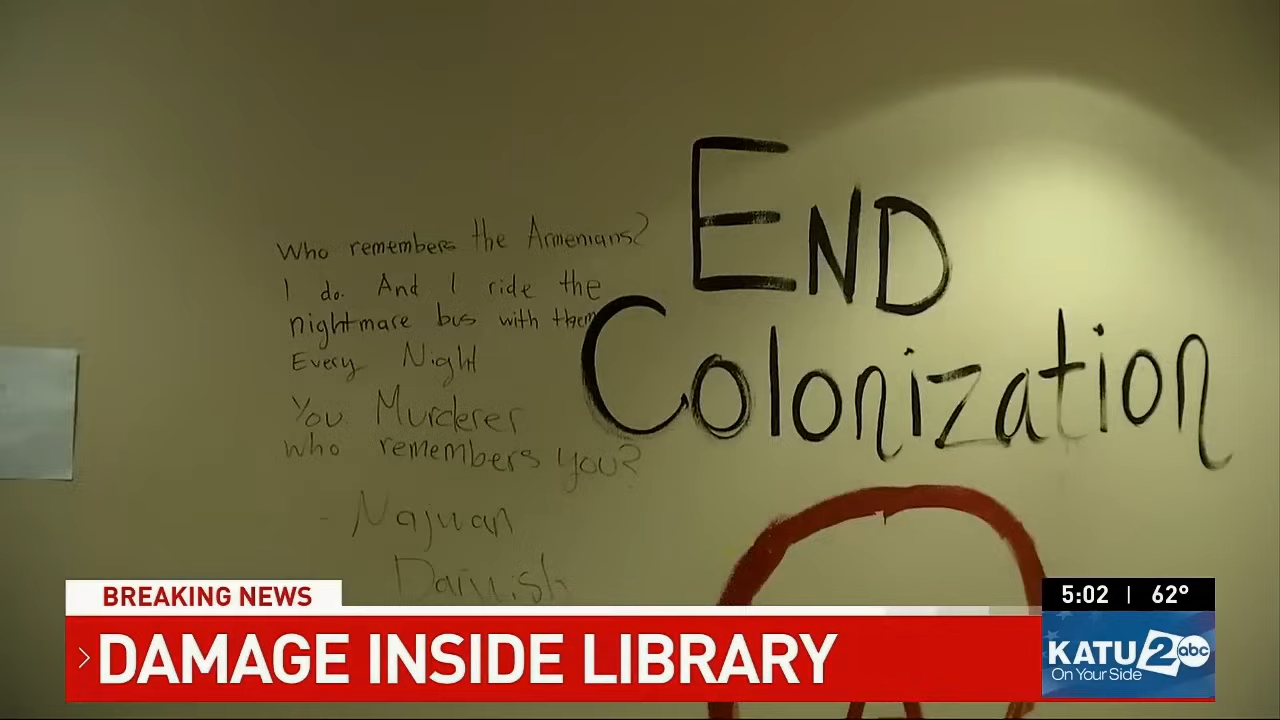 Who remembers the Armenians?
I do. And I ride the
nightmare bus with them
Every Night
You Murderer
who remembers you?
- Najwan
Darwish
END
Colonization
BREAKING NEWS
DAMAGE INSIDE LIBRARY
5:02 | 62°
KATU 2 abc
On Your Side